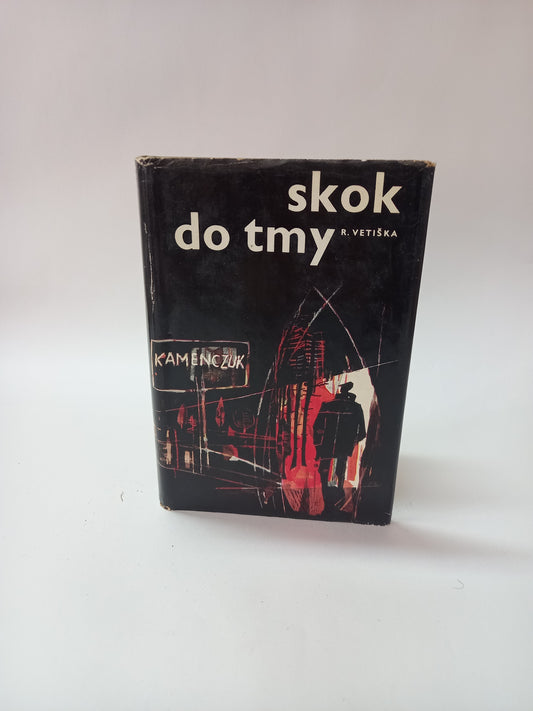 skok
do tmy
R. VETIŠKA
KAMENCZUK